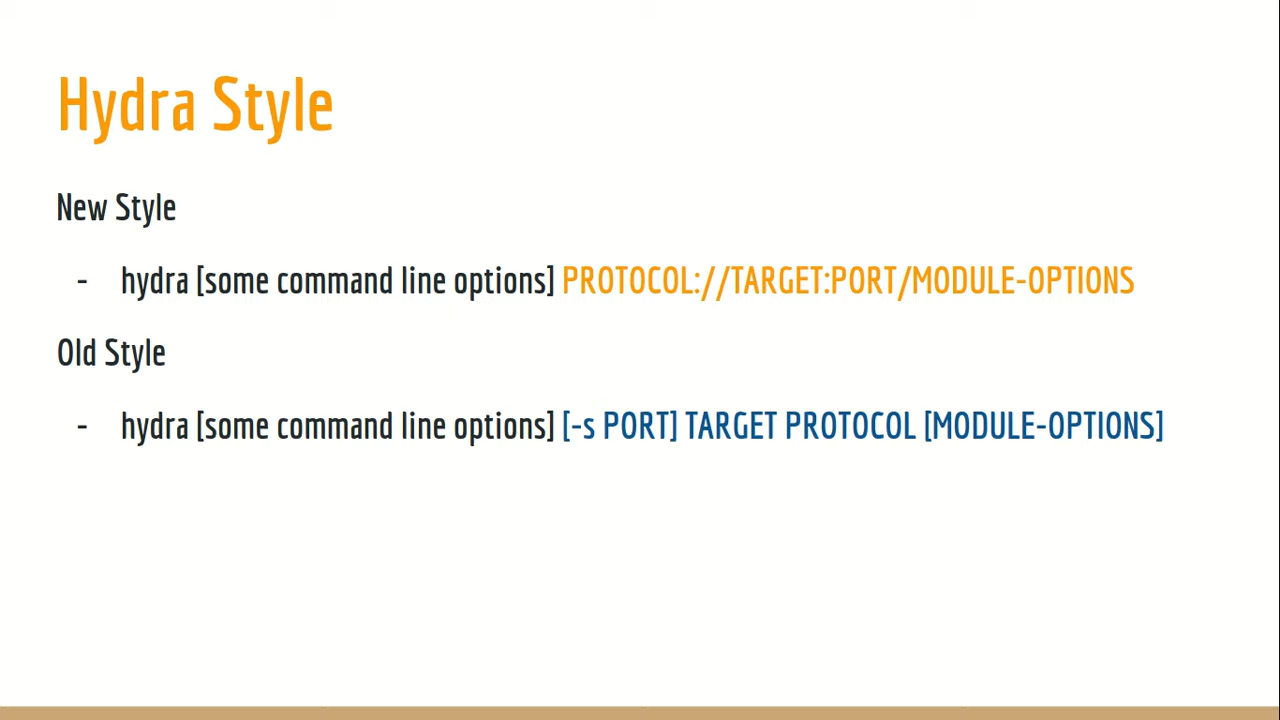 Hydra Style
New Style
- hydra [some command line options] PROTOCOL://TARGET:PORT/MODULE-OPTIONS
Old Style
- hydra [some command line options] [-s PORT] TARGET PROTOCOL [MODULE-OPTIONS]